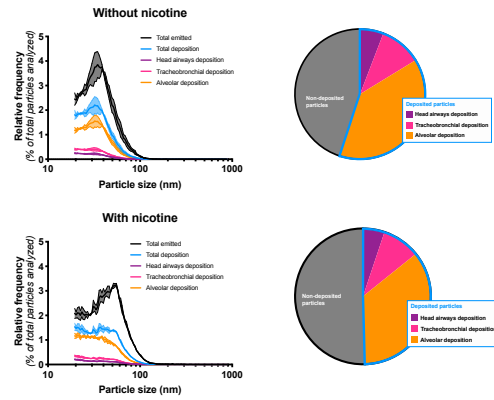 Without nicotine
Relative frequency
(% of total particles analyzed)
5
4
3
2
1
0
10
100
1000
Particle size (nm)
Total emitted
Total deposition
Head airways deposition
Tracheobronchial deposition
Alveolar deposition
Non-deposited
particles
Deposited particles
Head airways deposition
Tracheobronchial deposition
Alveolar deposition
With nicotine
Relative frequency
(% of total particles analyzed)
5
4
3
2
1
0
10
100
1000
Particle size (nm)
Total emitted
Total deposition
Head airways deposition
Tracheobronchial deposition
Alveolar deposition
Non-deposited
particles
Deposited particles
Head airways deposition
Tracheobronchial deposition
Alveolar deposition